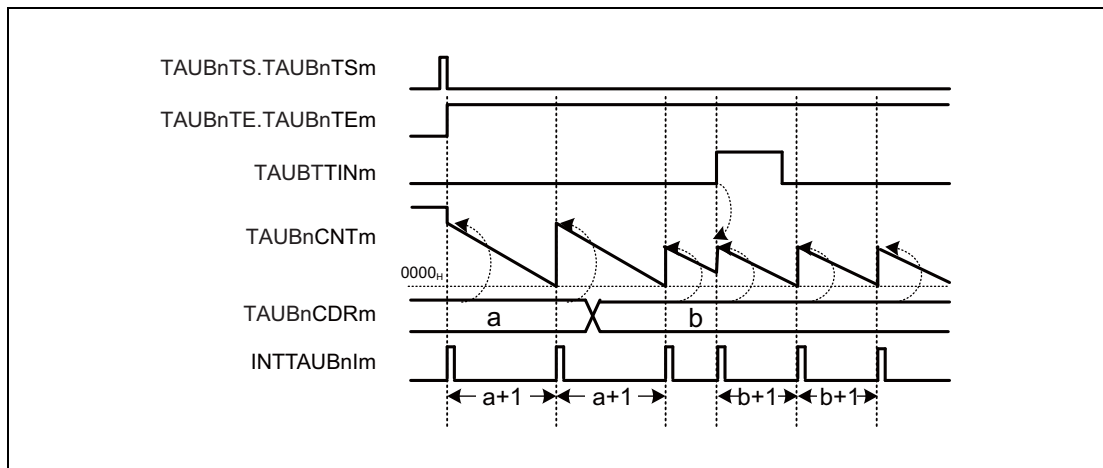 TAUBnTS.TAUBnTSm
TAUBnTE.TAUBnTEm
TAUBTTINm
TAUBnCNTm
0000H
TAUBnCDRm
a
b
INTTAUBnIm
a+1
a+1
b+1
b+1